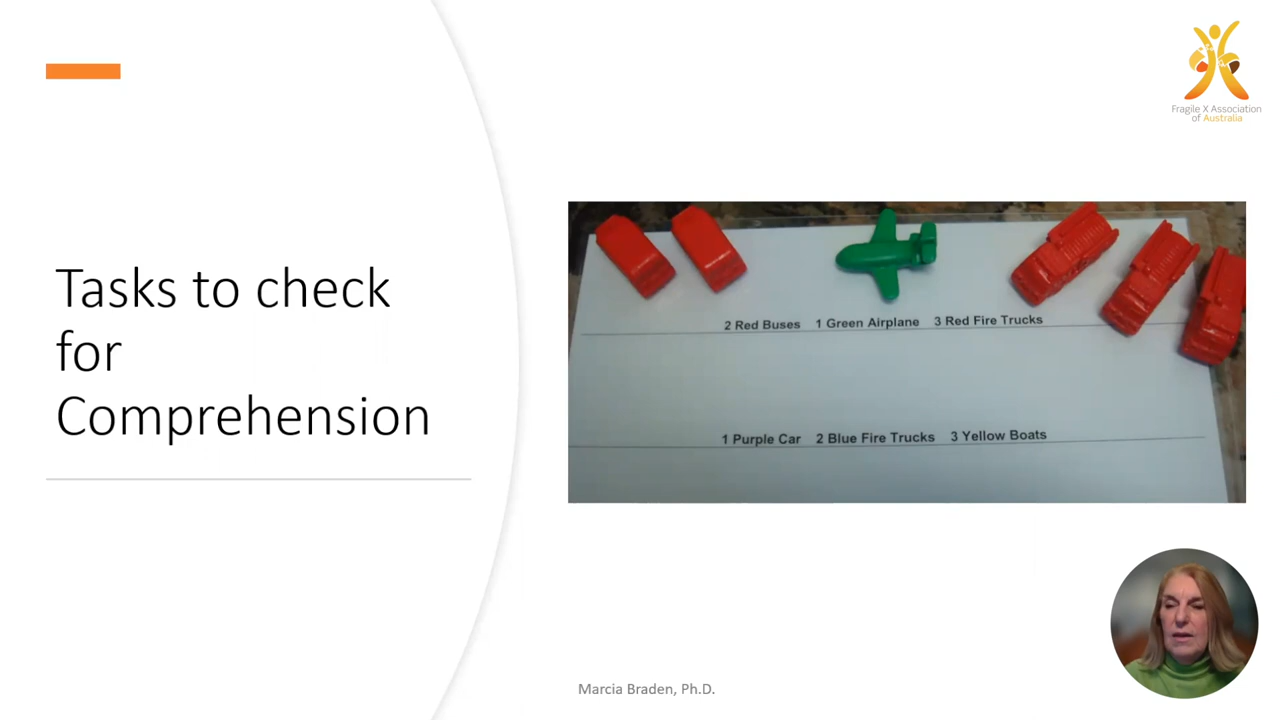 Fragile X Association
of Australia
Tasks to check
for
Comprehension
2 Red Buses 1 Green Airplane 3 Red Fire Trucks
1 Purple Car 2 Blue Fire Trucks 3 Yellow Boats
Marcia Braden, Ph.D.